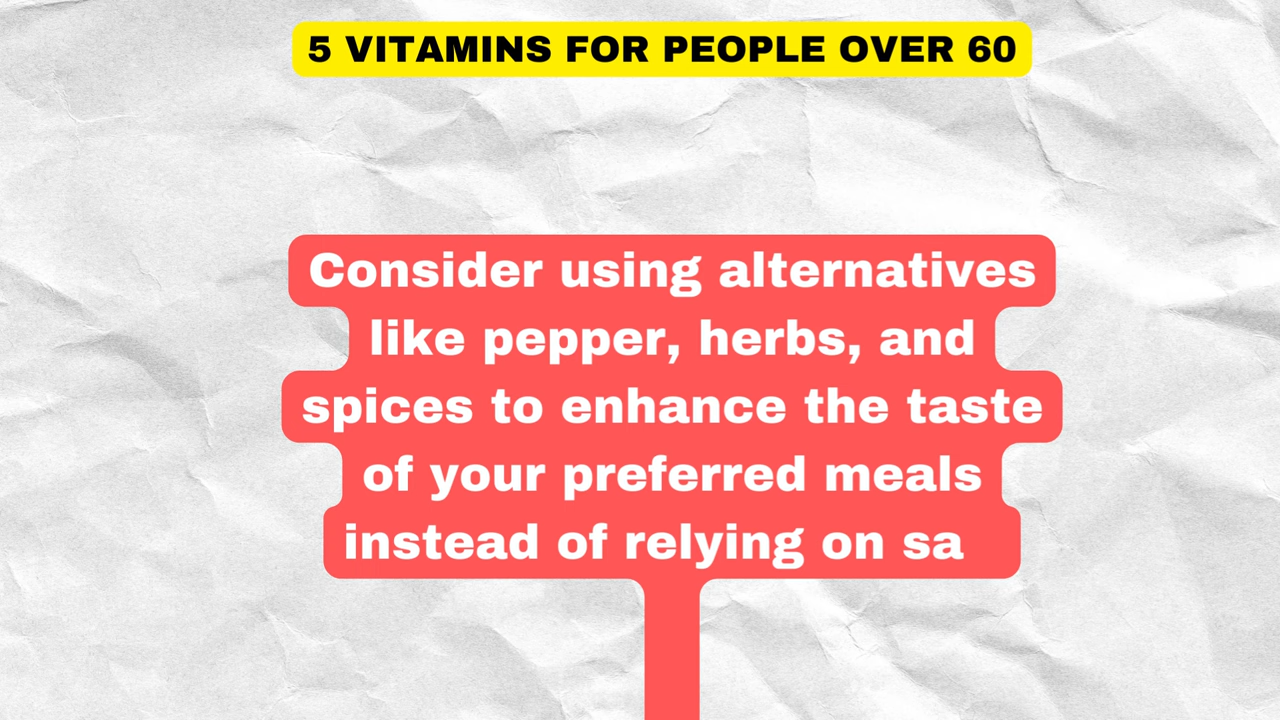 5 VITAMINS FOR PEOPLE OVER 60
Consider using alternatives
like pepper, herbs, and
spices to enhance the taste
of your preferred meals
instead of relying on sa